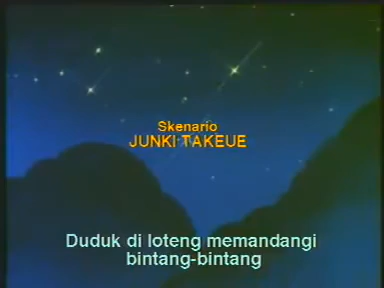 Skenario
JUNKI TAKEUE
Duduk di loteng memandangi
bintang-bintang